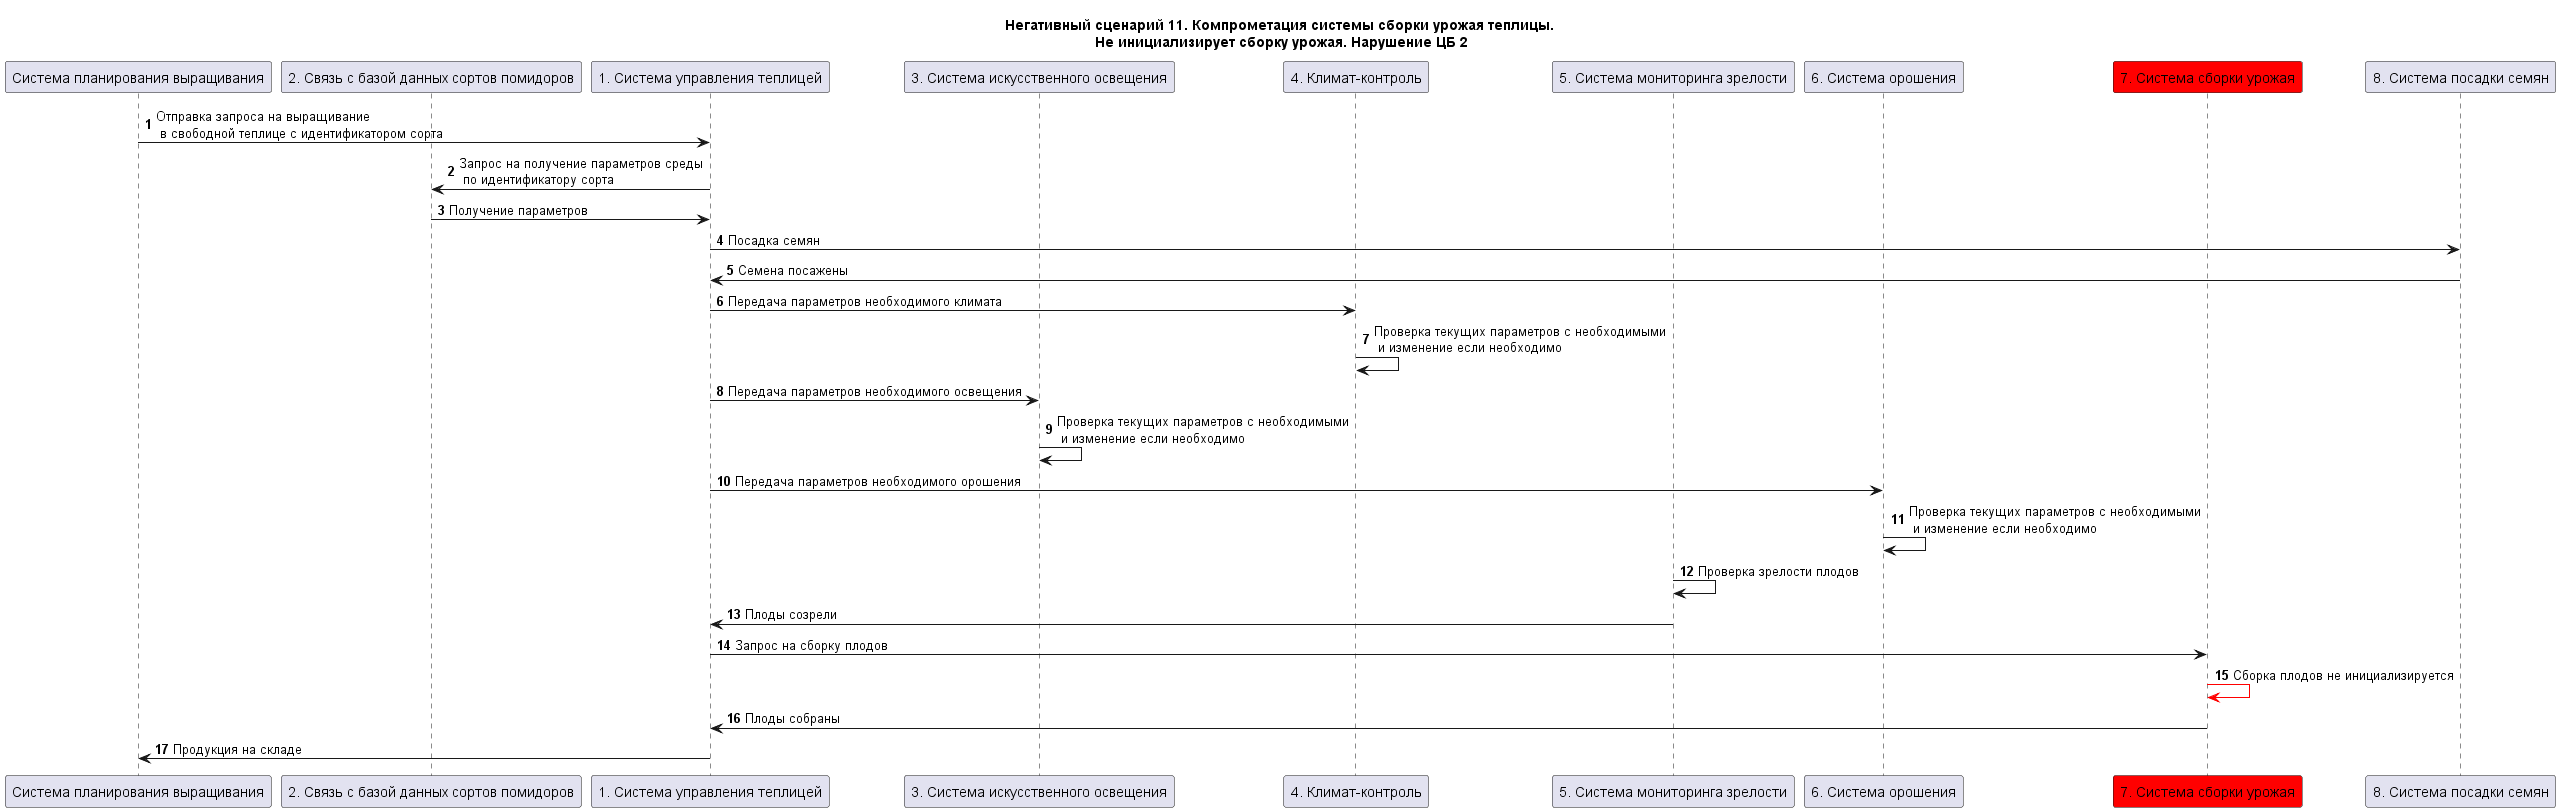 Негативный сценарий 11. Компрометация системы сборки урожая теплицы.
Не инициализирует сборку урожая. Нарушение ЦБ 2
Система планирования выращивания
2. Связь с базой данных сортов помидоров
1. Система управления теплицей
3. Система искусственного освещения
4. Климат-контроль
5. Система мониторинга зрелости
6. Система орошения
7. Система сборки урожая
8. Система посадки семян
1 Отправка запроса на выращивание
в свободной теплице с идентификатором сорта
2 Запрос на получение параметров среды
по идентификатору сорта
3 Получение параметров
4 Посадка семян
5 Семена посажены
6 Передача параметров необходимого климата
7 Проверка текущих параметров с необходимыми
и изменение если необходимо
8 Передача параметров необходимого освещения
9 Проверка текущих параметров с необходимыми
и изменение если необходимо
10 Передача параметров необходимого орошения
11 Проверка текущих параметров с необходимыми
и изменение если необходимо
12 Проверка зрелости плодов
13 Плоды созрели
14 Запрос на сборку плодов
15 Сборка плодов не инициализируется
16 Плоды собраны
17 Продукция на складе
Система планирования выращивания
2. Связь с базой данных сортов помидоров
1. Система управления теплицей
3. Система искусственного освещения
4. Климат-контроль
5. Система мониторинга зрелости
6. Система орошения
7. Система сборки урожая
8. Система посадки семян